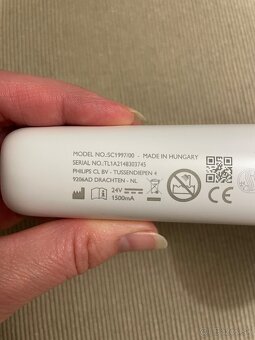 MODEL NO.:SC1997/00 - MADE IN HUNGARY
SERIAL NO.:TL1A2148303745
PHILIPS CL BV - TUSSENDIEPEN 4
9206AD DRACHTEN - NL
24V
1500mA
CE